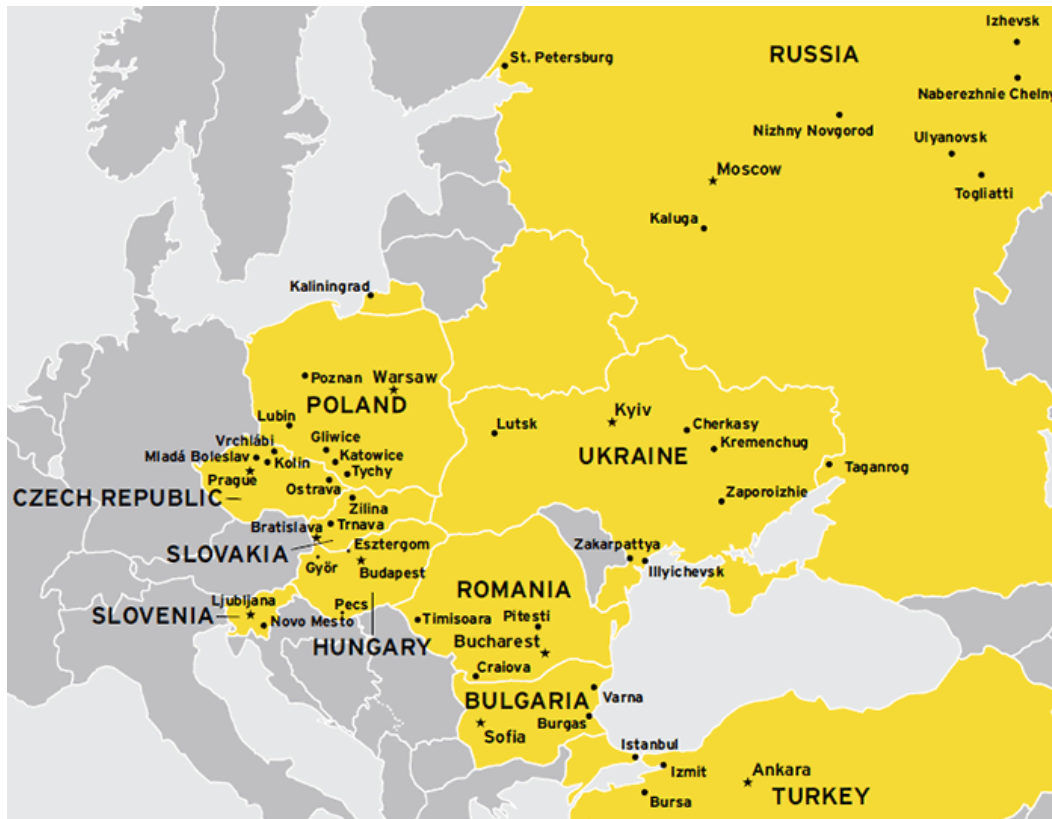 Izhevsk
RUSSIA
St. Petersburg
Naberezhnie Chelny
Nizhny Novgorod
Ulyanovsk
Moscow
Togliatti
Kaluga
Kaliningrad
Poznan
Warsaw
POLAND
Lubin
Kyiv
Lutsk
Cherkasy
Vrchlábi
Gliwice
Kremenchug
UKRAINE
Mladá Boleslav
Kolin
Katowice
Taganrog
Prague
Tychy
Ostrava
CZECH REPUBLIC
Zaporoizhie
Zilina
Bratislava
Trnava
Esztergom
Zakarpattya
SLOVAKIA
Györ
Budapest
Illyichevsk
ROMANIA
Ljubljana
Pecs
SLOVENIA
Novo Mesto
Timisoara
Pitesti
HUNGARY
Bucharest
Craiova
BULGARIA
Varna
Burgas
Sofia
Istanbul
Izmit
Ankara
Bursa
TURKEY